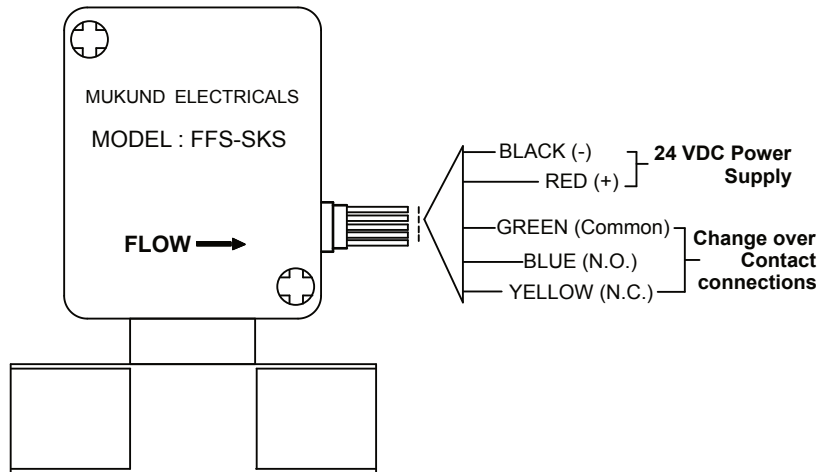 MUKUND ELECTRICALS
MODEL : FFS-SKS
FLOW
BLACK (-)
RED (+)
24 VDC Power
Supply
GREEN (Common)
BLUE (N.O.)
YELLOW (N.C.)
Change over
Contact
connections